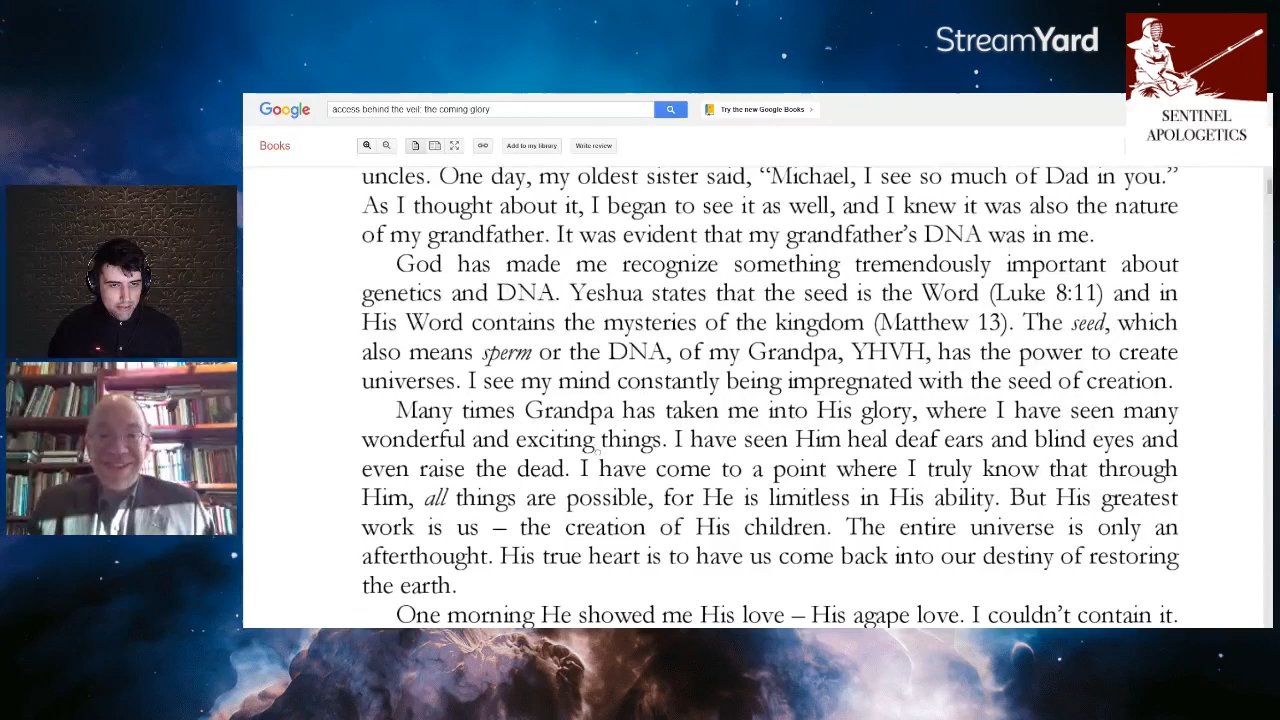 StreamYard
SENTINEL
APOLOGETICS
Google
access behind the veil: the coming glory
Try the new Google Books
Books
Add to my library
Write review
uncles. One day, my oldest sister said, “Michael, I see so much of Dad in you.”
As I thought about it, I began to see it as well, and I knew it was also the nature
of my grandfather. It was evident that my grandfather’s DNA was in me.
God has made me recognize something tremendously important about
genetics and DNA. Yeshua states that the seed is the Word (Luke 8:11) and in
His Word contains the mysteries of the kingdom (Matthew 13). The seed, which
also means sperm or the DNA, of my Grandpa, YHVH, has the power to create
universes. I see my mind constantly being impregnated with the seed of creation.
Many times Grandpa has taken me into His glory, where I have seen many
wonderful and exciting things. I have seen Him heal deaf ears and blind eyes and
even raise the dead. I have come to a point where I truly know that through
Him, all things are possible, for He is limitless in His ability. But His greatest
work is us – the creation of His children. The entire universe is only an
afterthought. His true heart is to have us come back into our destiny of restoring
the earth.
One morning He showed me His love – His agape love. I couldn’t contain it.